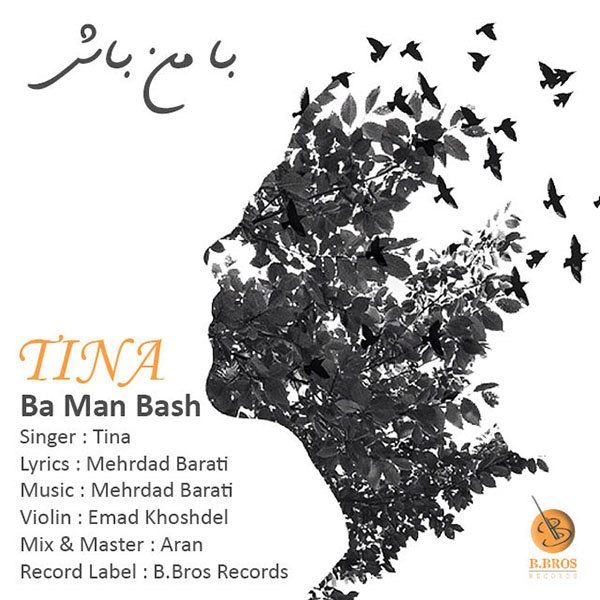 با من باش
TINA
Ba Man Bash
Singer : Tina
Lyrics : Mehrdad Barati
Music : Mehrdad Barati
Violin : Emad Khoshdel
Mix & Master : Aran
Record Label : B.Bros Records
B
B.BROS
RECORDS